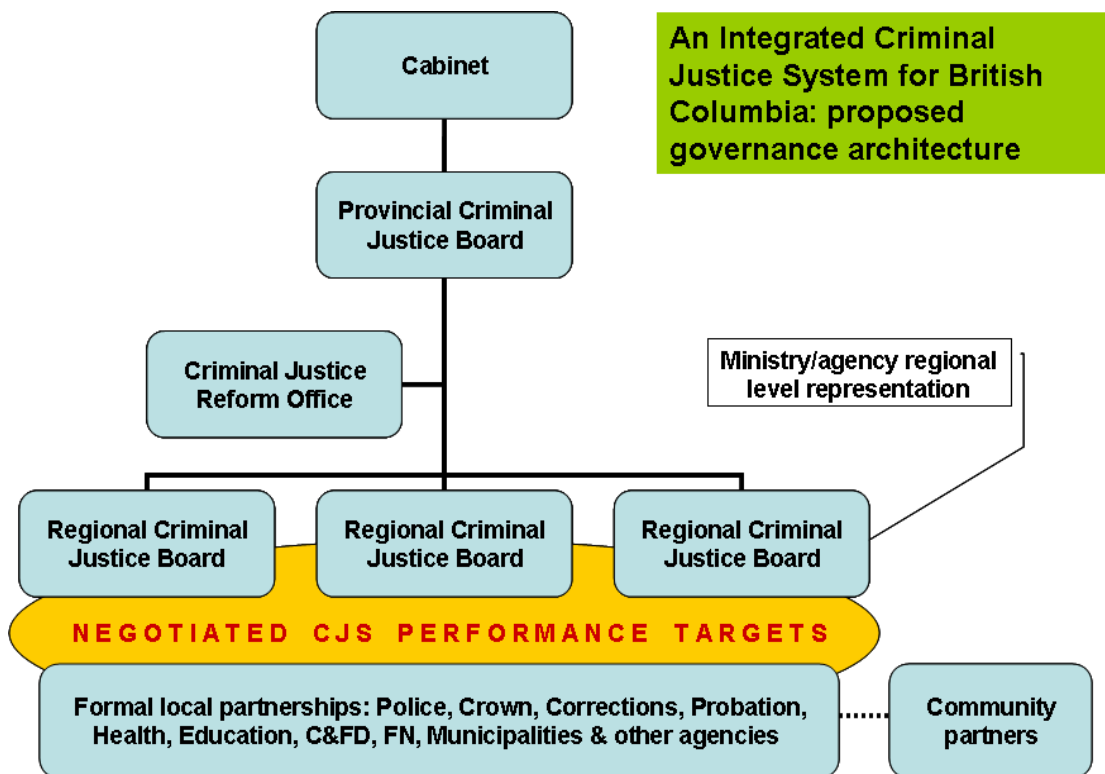 Cabinet
An Integrated Criminal
Justice System for British
Columbia: proposed
governance architecture
Provincial Criminal
Justice Board
Criminal Justice
Reform Office
Ministry/agency regional
level representation
Regional Criminal
Justice Board
Regional Criminal
Justice Board
Regional Criminal
Justice Board
NEGOTIATED CJS PERFORMANCE TARGETS
Formal local partnerships: Police, Crown, Corrections, Probation,
Health, Education, C&FD, FN, Municipalities & other agencies
Community
partners